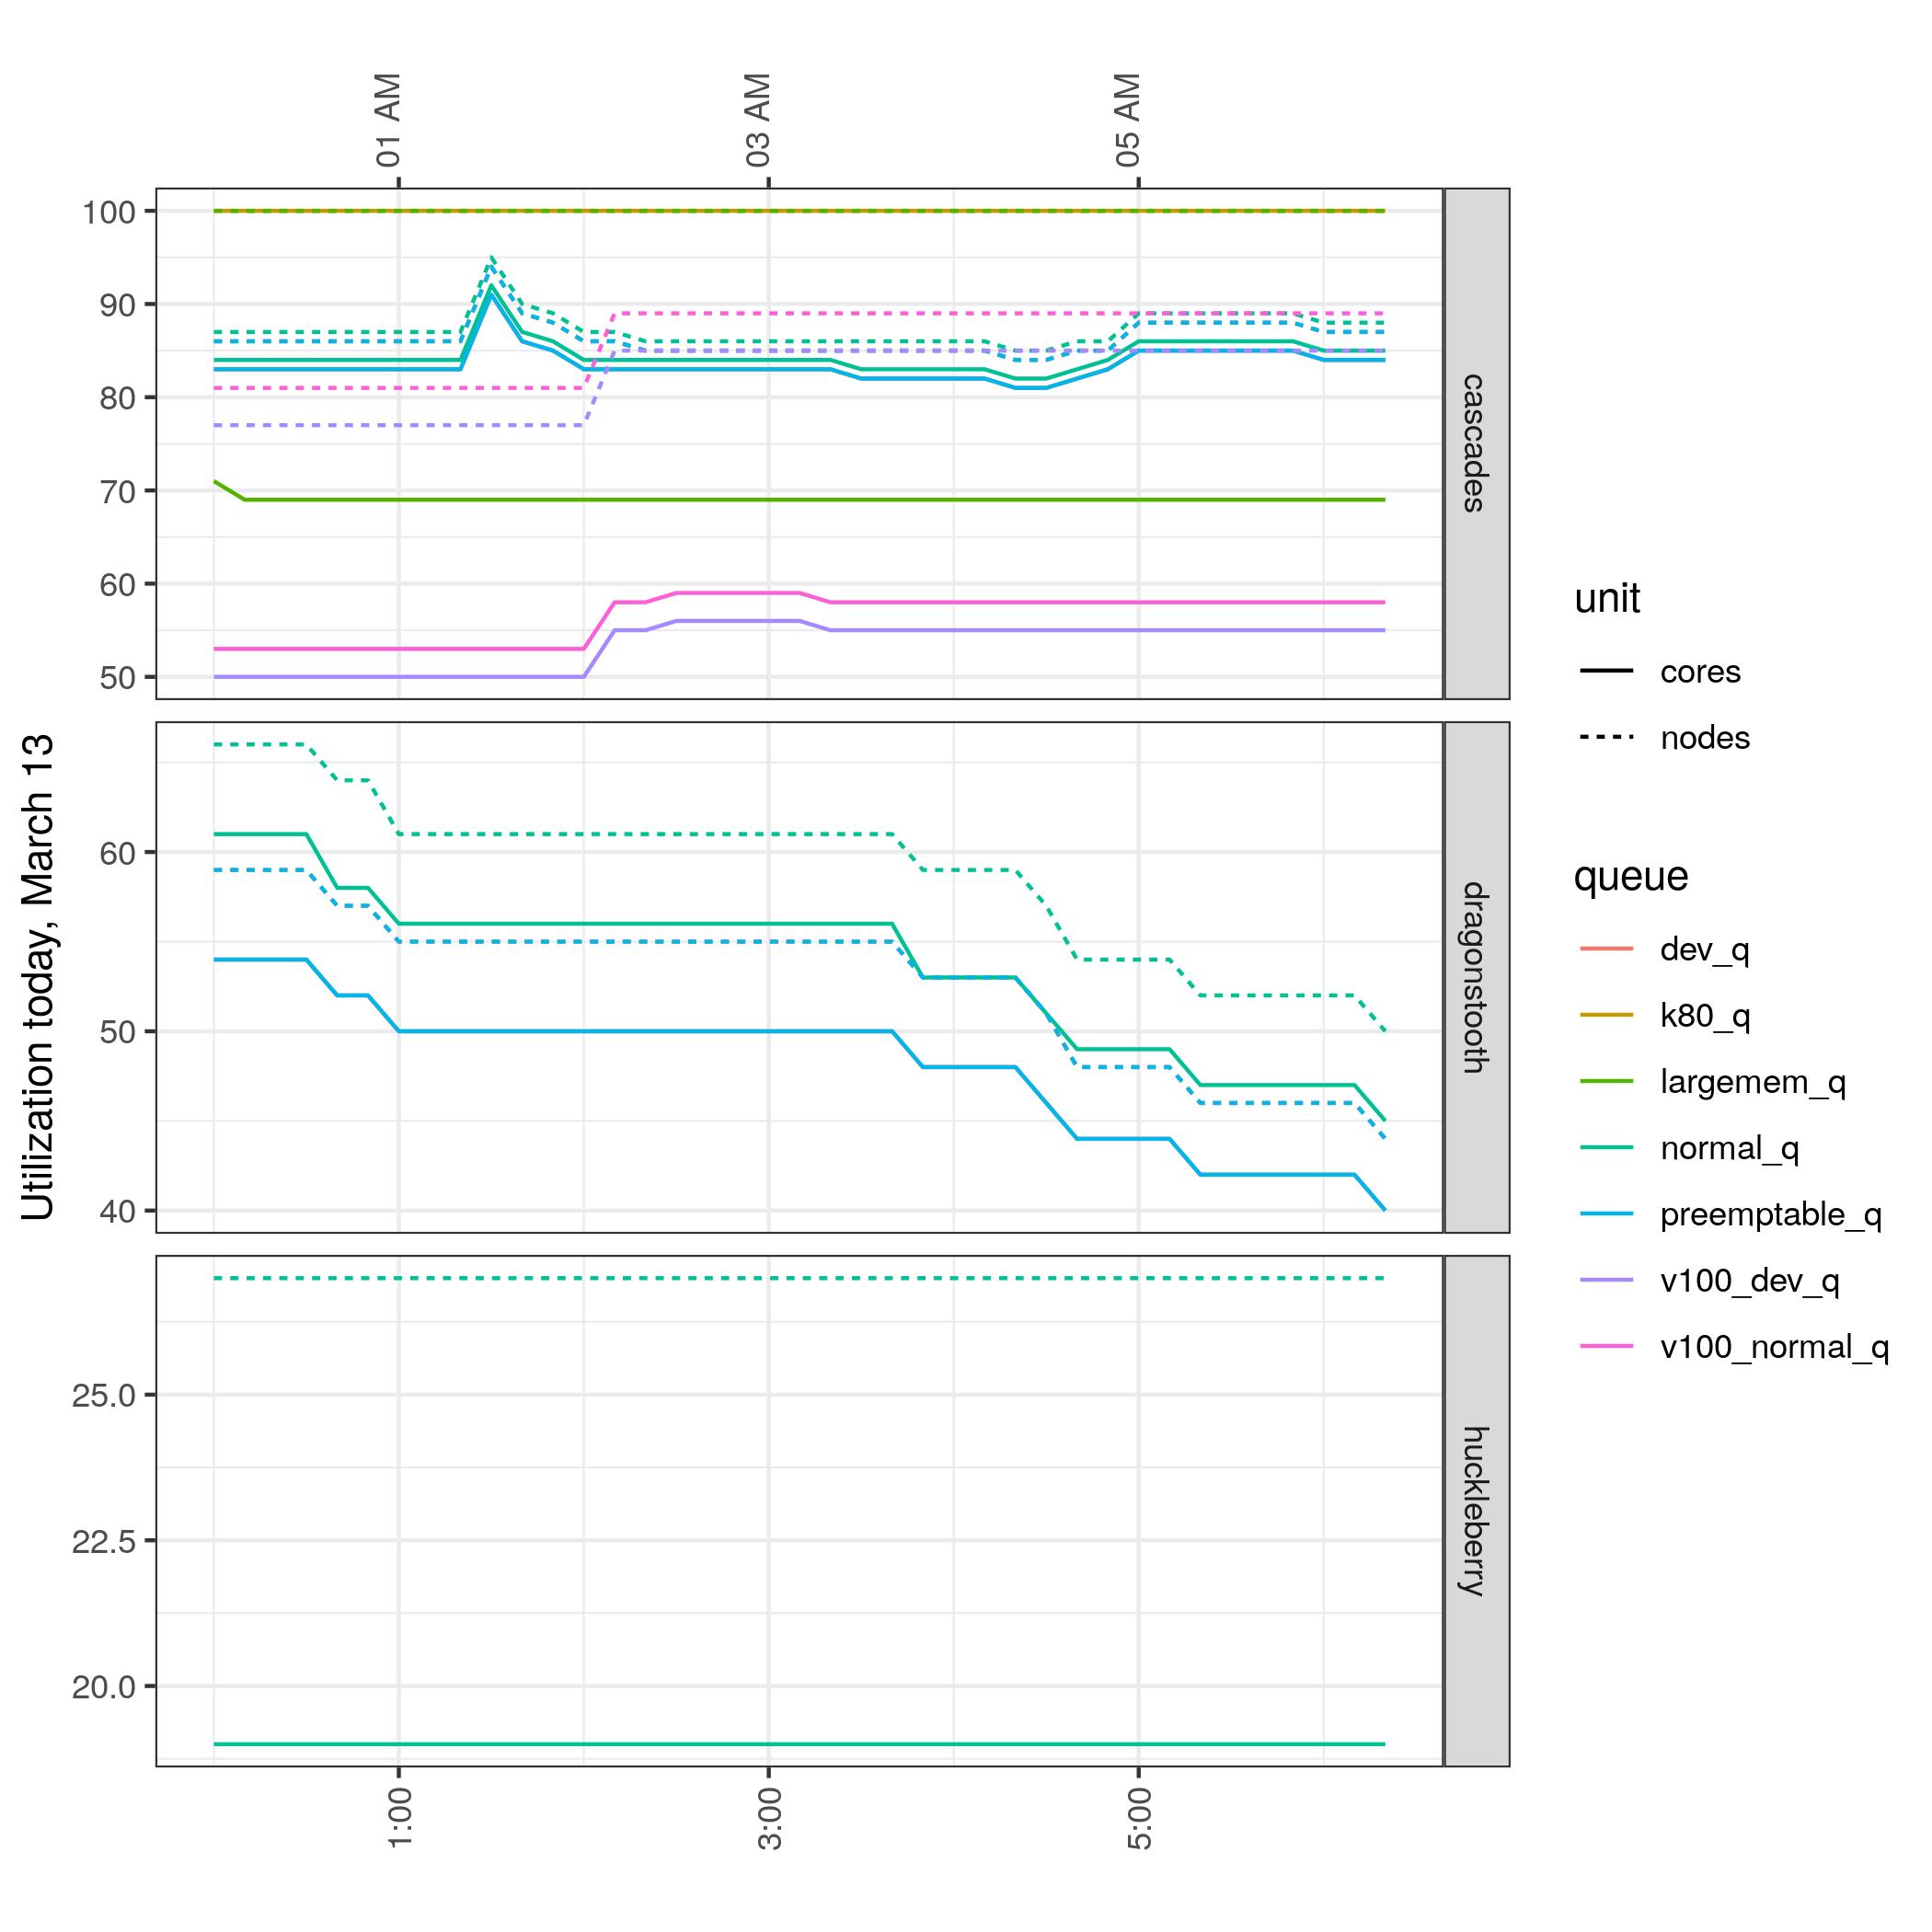 01 AM
03 AM
05 AM
100
90
80
70
60
50
cascades
60
50
40
dragonstooth
25.0
22.5
20.0
huckleberry
1:00
3:00
5:00
Utilization today, March 13
unit
cores
nodes
queue
dev_q
k80_q
largemem_q
normal_q
preemptable_q
v100_dev_q
v100_normal_q